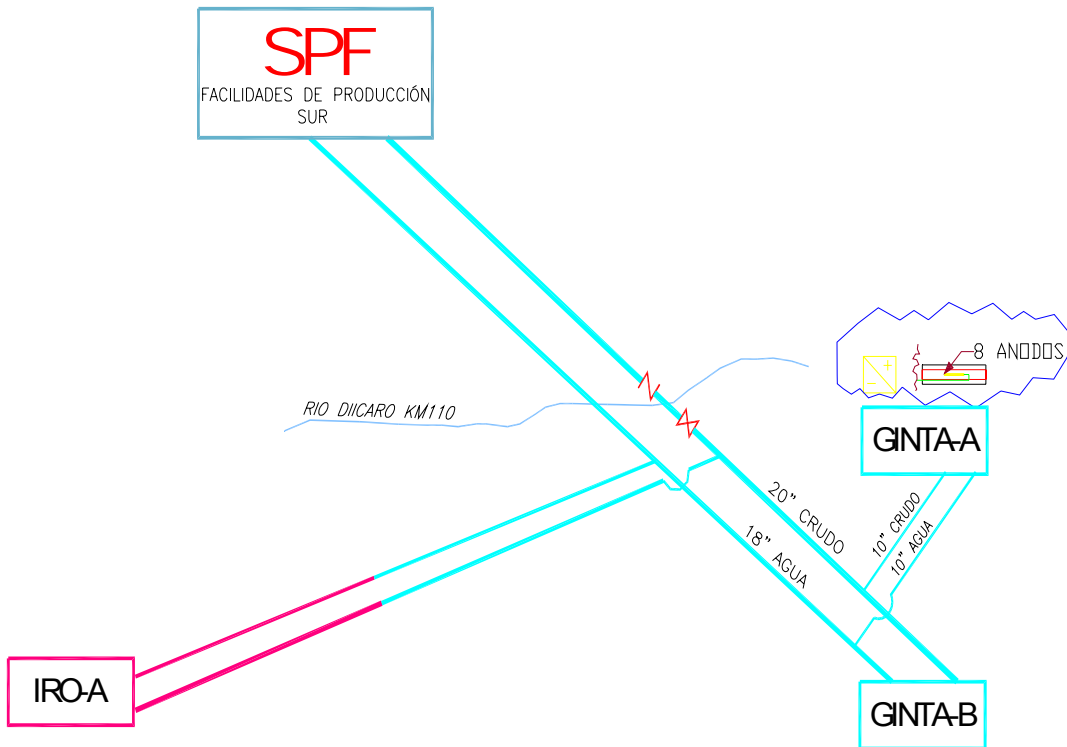 SPF
FACILIDADES DE PRODUCCIÓN
SUR
8 ANODOS
RIO DIICARO KM110
GINTA-A
20" CRUDO
18" AGUA
10" CRUDO
10" AGUA
IRO-A
GINTA-B